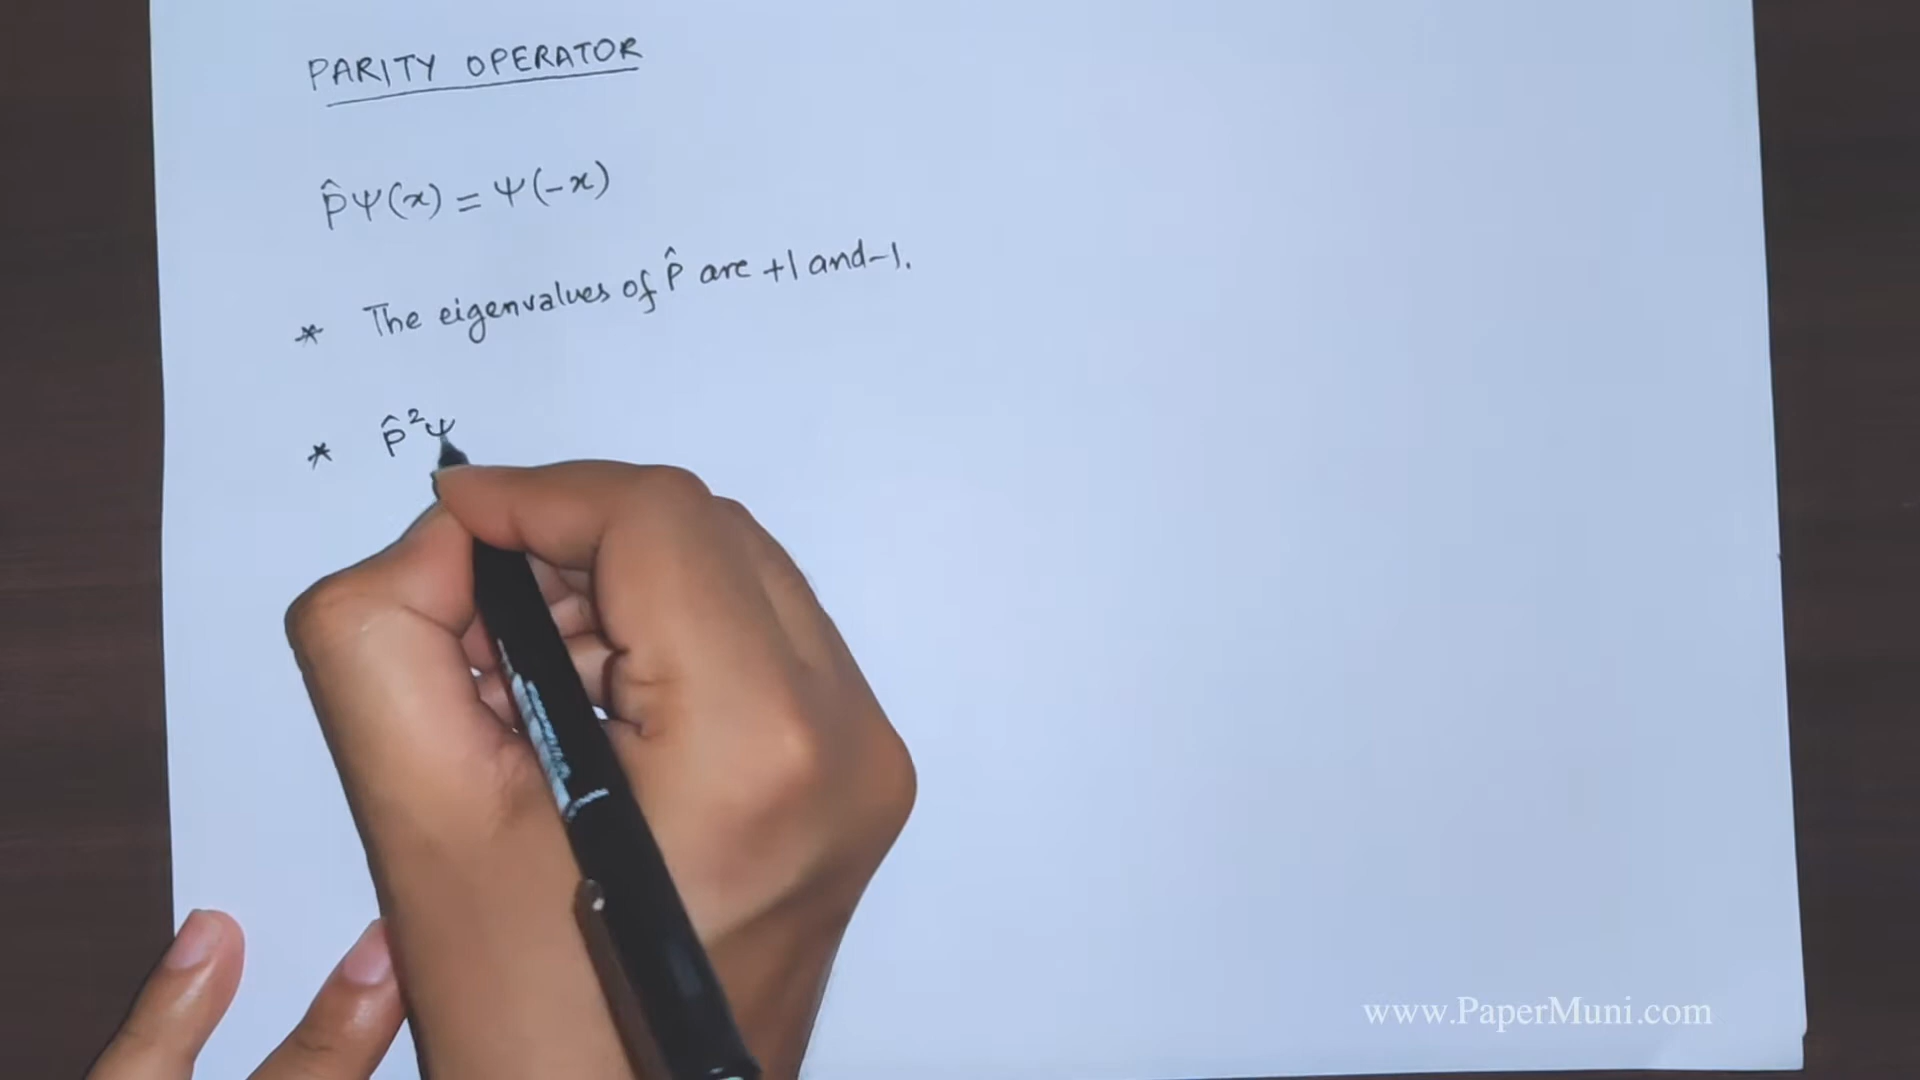 PARITY OPERATOR
P̂Ψ(x) = Ψ(-x)
* The eigenvalues of P̂ are +1 and -1.
* P̂²Ψ
www.PaperMuni.com